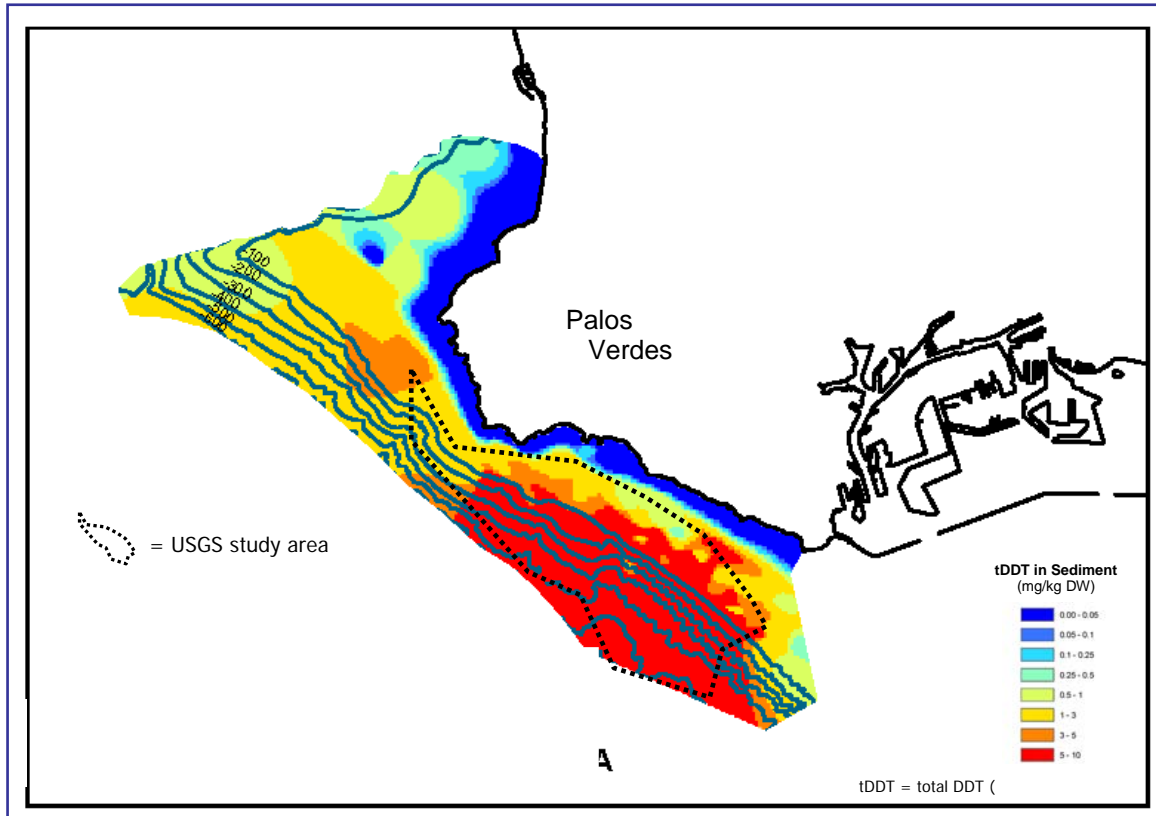 -100
-200
-300
-400
-500
-600
Palos
Verdes
= USGS study area
tDDT in Sediment
(mg/kg DW)
0.00 - 0.05
0.05 - 0.1
0.1 - 0.25
0.25 - 0.5
0.5 - 1
1 - 3
3 - 5
5 - 10
A
tDDT = total DDT (